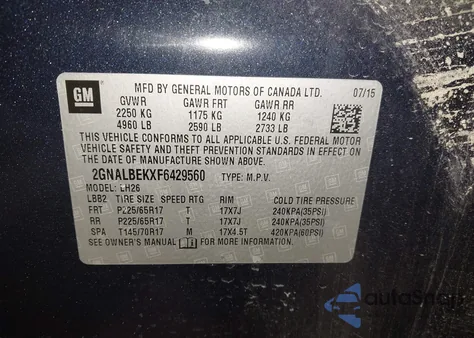 GM
MFD BY GENERAL MOTORS OF CANADA LTD. 07/15
GVWR GAWR FRT GAWR RR
2250 KG 1175 KG 1240 KG
4960 LB 2590 LB 2733 LB
THIS VEHICLE CONFORMS TO ALL APPLICABLE U.S. FEDERAL MOTOR
VEHICLE SAFETY AND THEFT PREVENTION STANDARDS IN EFFECT
ON THE DATE OF MANUFACTURE SHOWN ABOVE.
2GNALBEKXF6429560 TYPE: M.P.V.
MODEL: LH26
LBB2 TIRE SIZE SPEED RTG RIM COLD TIRE PRESSURE
FRT P225/65R17 T 17X7J 240KPA(35PSI)
RR P225/65R17 T 17X7J 240KPA(35PSI)
SPA T145/70R17 M 17X4.5T 420KPA(60PSI)
SEE OWNER'S MANUAL FOR ADDITIONAL INFORMATION.
autoSnap